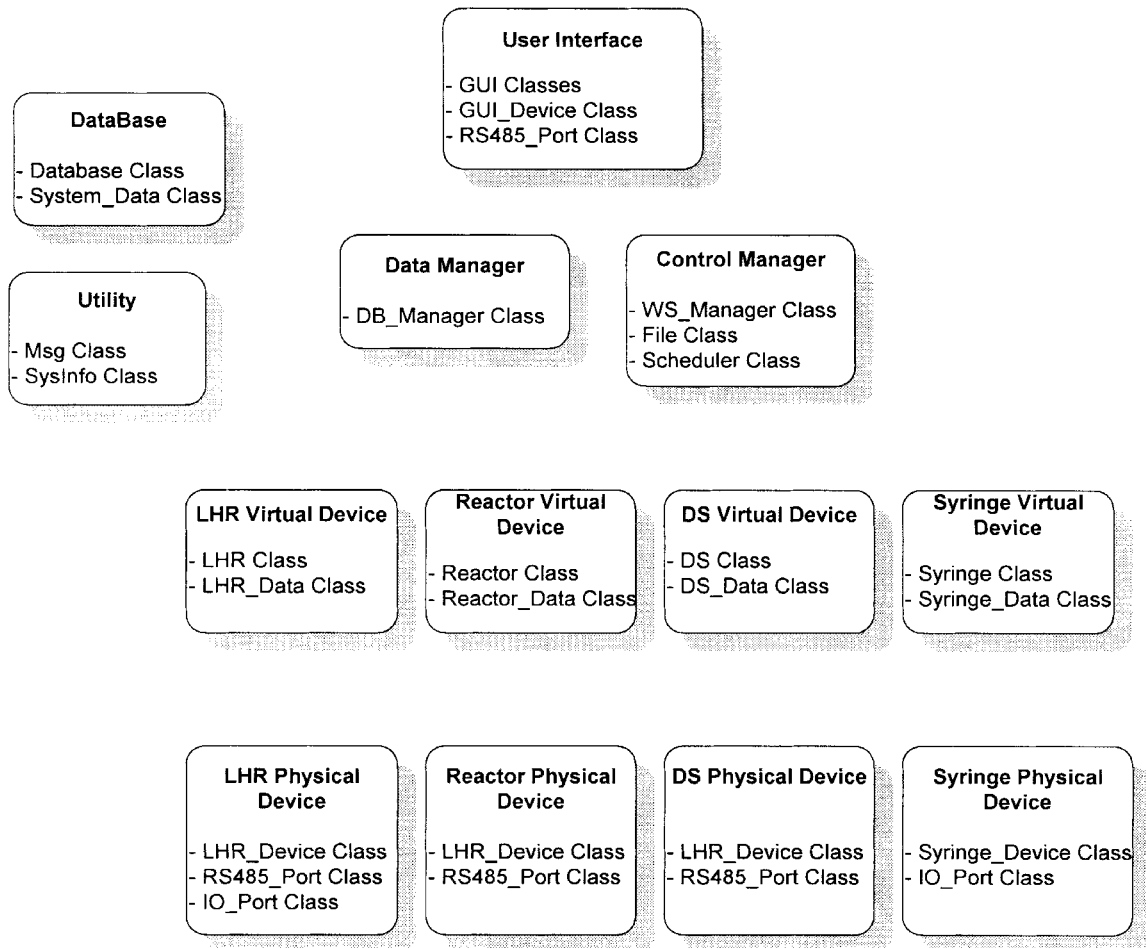 User Interface
- GUI Classes
- GUI_Device Class
- RS485_Port Class
DataBase
- Database Class
- System_Data Class
Data Manager
- DB_Manager Class
Control Manager
- WS_Manager Class
- File Class
- Scheduler Class
Utility
- Msg Class
- SysInfo Class
LHR Virtual Device
- LHR Class
- LHR_Data Class
Reactor Virtual
Device
- Reactor Class
- Reactor_Data Class
DS Virtual Device
- DS Class
- DS_Data Class
Syringe Virtual
Device
- Syringe Class
- Syringe_Data Class
LHR Physical
Device
- LHR_Device Class
- RS485_Port Class
- IO_Port Class
Reactor Physical
Device
- LHR_Device Class
- RS485_Port Class
DS Physical Device
- LHR_Device Class
- RS485_Port Class
Syringe Physical
Device
- Syringe_Device Class
- IO_Port Class